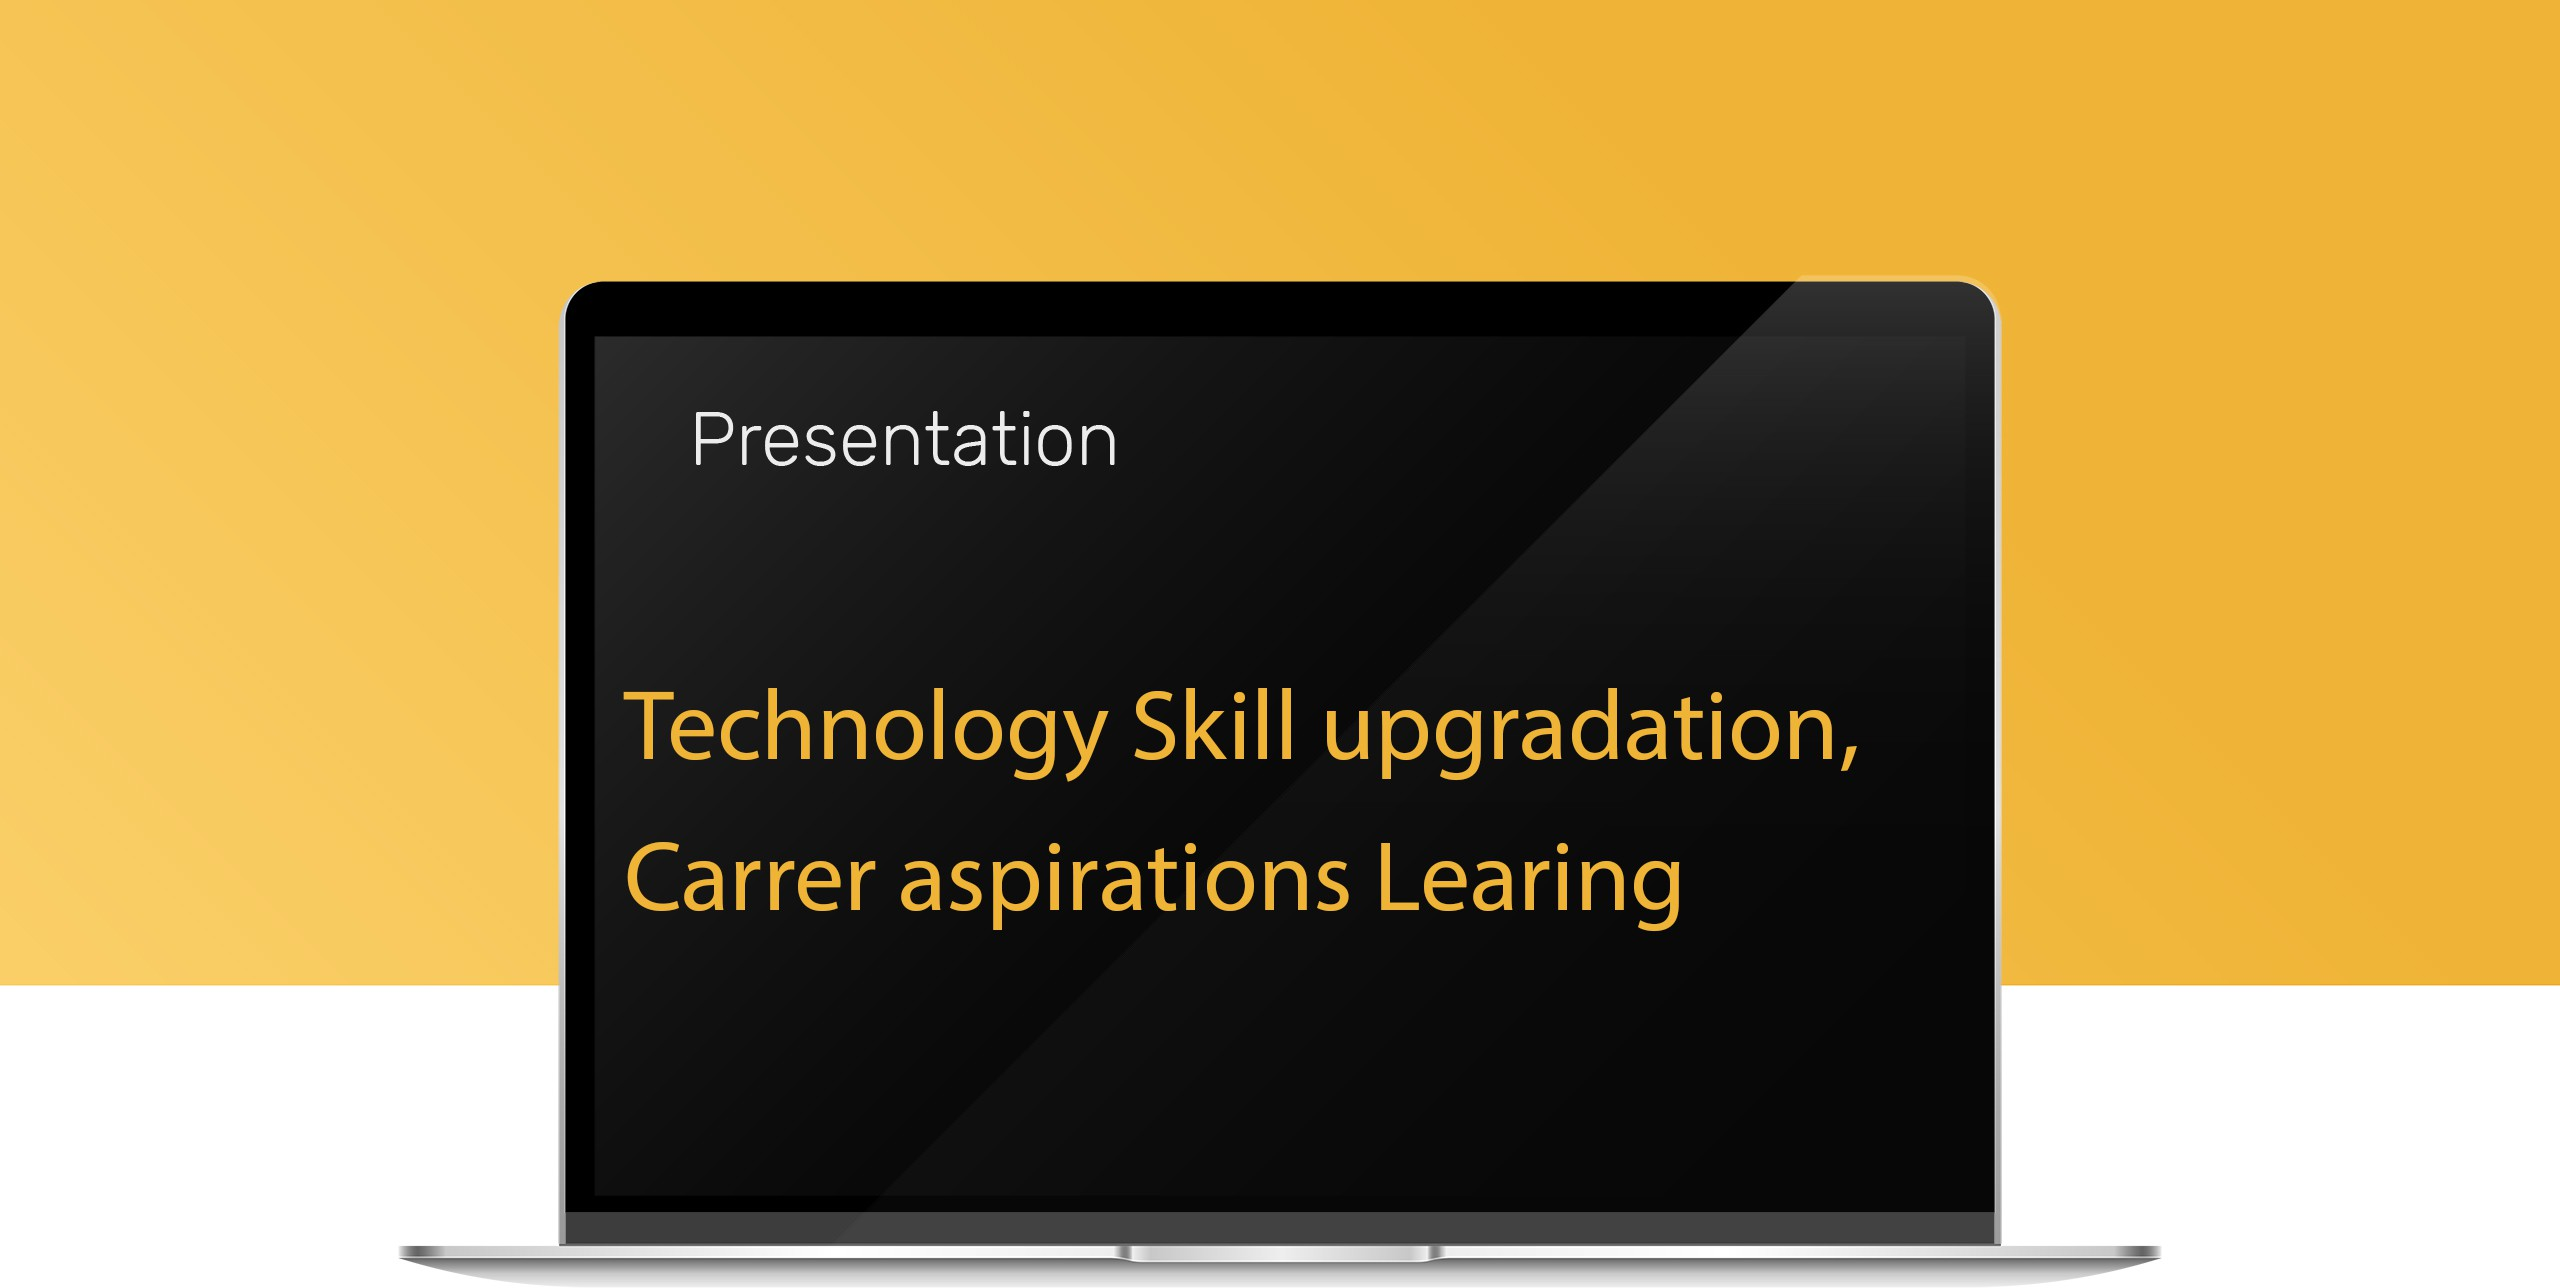 Presentation
Technology Skill upgradation,
Carrer aspirations Learing